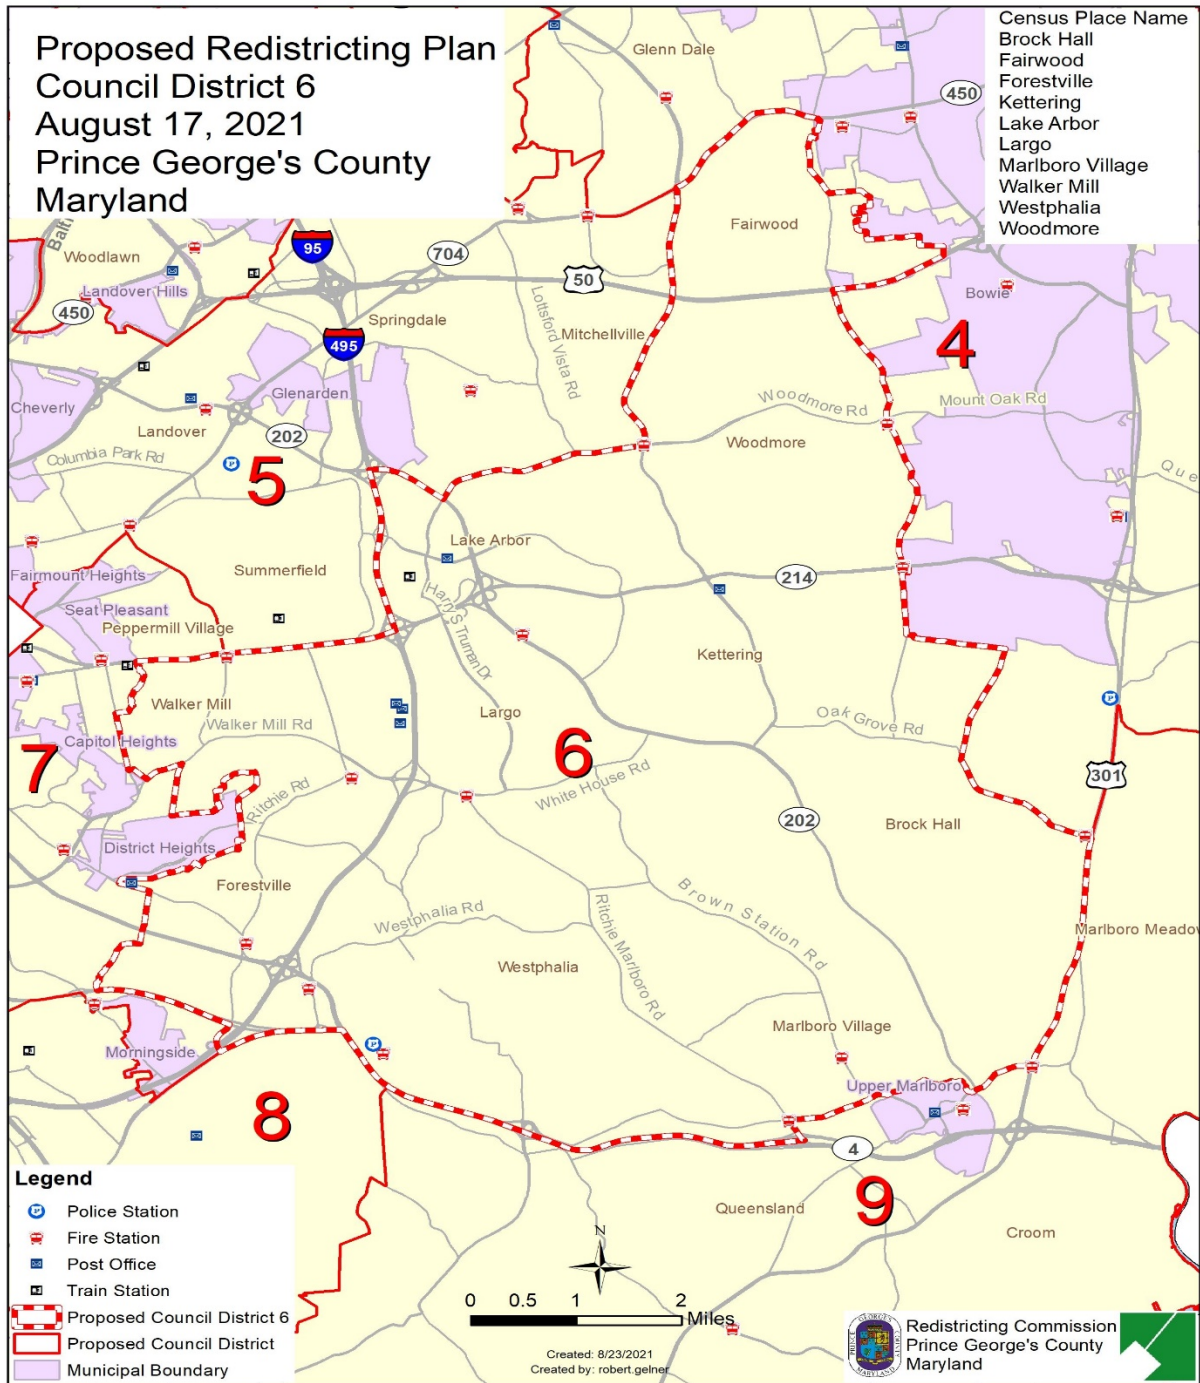 Proposed Redistricting Plan
Council District 6
August 17, 2021
Prince George's County
Maryland
Census Place Name
Brock Hall
Fairwood
Forestville
Kettering
Lake Arbor
Largo
Marlboro Village
Walker Mill
Westphalia
Woodmore
Glenn Dale
450
Fairwood
Woodlawn
95
704
Landover Hills
50
Bowie
450
Springdale
Lottsford Vista Rd
Mitchellville
495
4
Glenarden
Cheverly
Woodmore Rd
Mount Oak Rd
Landover
202
Woodmore
Columbia Park Rd
5
Lake Arbor
Fairmount Heights
Summerfield
214
Harry S Truman Dr
Seat Pleasant
Peppermill Village
Kettering
Walker Mill
Largo
Oak Grove Rd
Walker Mill Rd
Capitol Heights
7
6
White House Rd
301
Ritchie Rd
202
Brock Hall
District Heights
Forestville
Brown Station Rd
Westphalia Rd
Ritchie Marlboro Rd
Westphalia
Marlboro Village
Morningside
Upper Marlboro
8
4
9
Queensland
Croom
Legend
Police Station
Fire Station
Post Office
Train Station
Proposed Council District 6
Proposed Council District
Municipal Boundary
N
0 0.5 1 2
Miles
Created: 8/23/2021
Created by: robert.gelner
Redistricting Commission
Prince George's County
Maryland